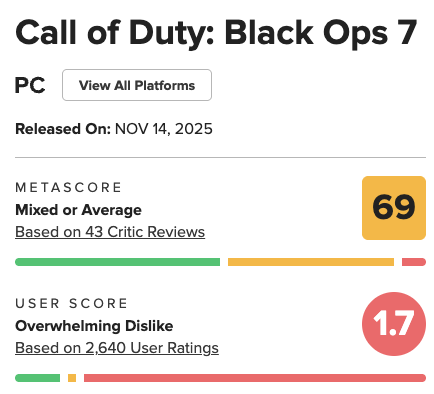 Call of Duty: Black Ops 7
PC View All Platforms
Released On: NOV 14, 2025
METASCORE
Mixed or Average
Based on 43 Critic Reviews
69
USER SCORE
Overwhelming Dislike
Based on 2,640 User Ratings
1.7